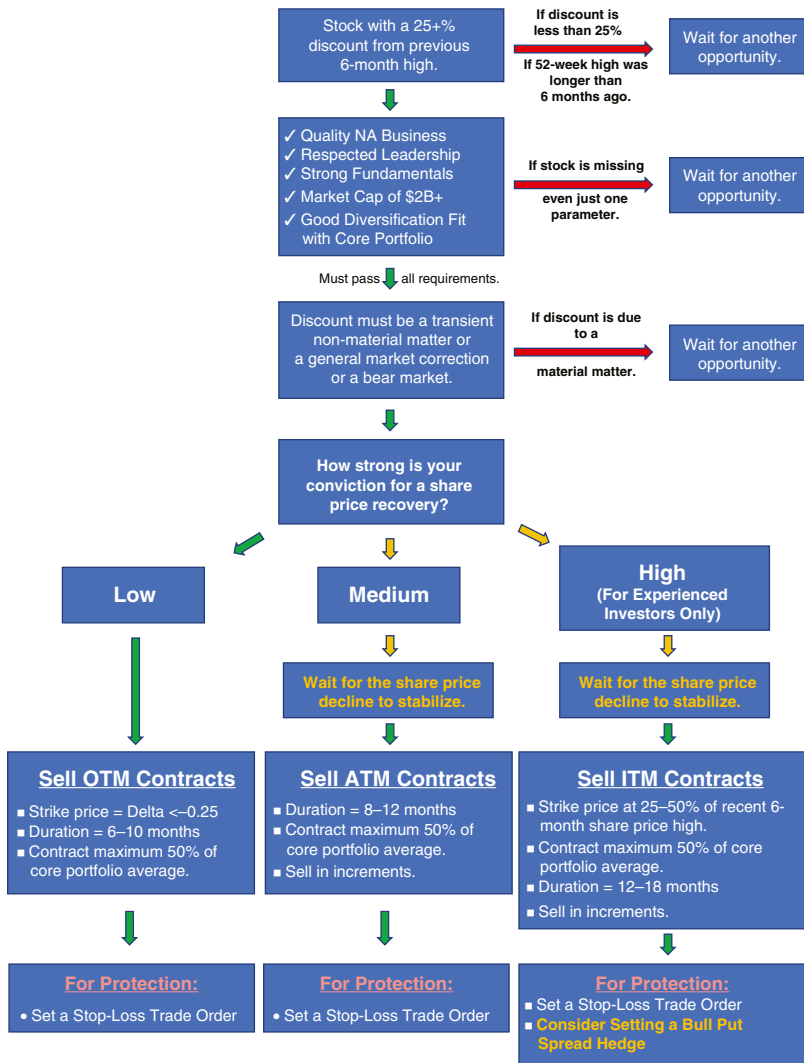 Stock with a 25+%
discount from previous
6-month high.
If discount is
less than 25%
If 52-week high was
longer than
6 months ago.
Wait for another
opportunity.
✓ Quality NA Business
✓ Respected Leadership
✓ Strong Fundamentals
✓ Market Cap of $2B+
✓ Good Diversification Fit
with Core Portfolio
If stock is missing
even just one
parameter.
Wait for another
opportunity.
Must pass all requirements.
Discount must be a transient
non-material matter or
a general market correction
or a bear market.
If discount is due
to a
material matter.
Wait for another
opportunity.
How strong is your
conviction for a share
price recovery?
Low
Medium
High
(For Experienced
Investors Only)
Wait for the share price
decline to stabilize.
Wait for the share price
decline to stabilize.
Sell OTM Contracts
■ Strike price = Delta <–0.25
■ Duration = 6–10 months
■ Contract maximum 50% of
core portfolio average.
Sell ATM Contracts
■ Duration = 8–12 months
■ Contract maximum 50% of
core portfolio average.
■ Sell in increments.
Sell ITM Contracts
■ Strike price at 25–50% of recent 6-
month share price high.
■ Contract maximum 50% of core
portfolio average.
■ Duration = 12–18 months
■ Sell in increments.
For Protection:
• Set a Stop-Loss Trade Order
For Protection:
• Set a Stop-Loss Trade Order
For Protection:
■ Set a Stop-Loss Trade Order
■ Consider Setting a Bull Put
Spread Hedge